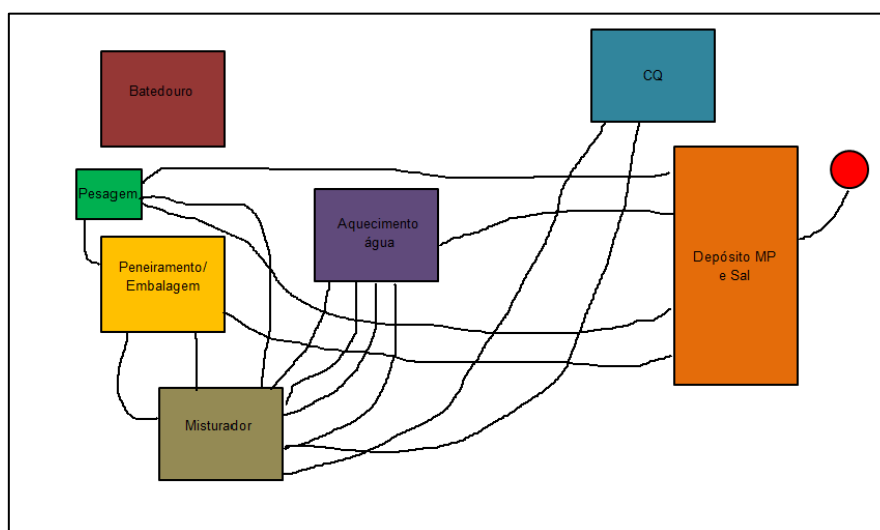 Batedouro
CQ
Pesagem
Aquecimento
água
Peneiramento/
Embalagem
Depósito MP
e Sal
Misturador